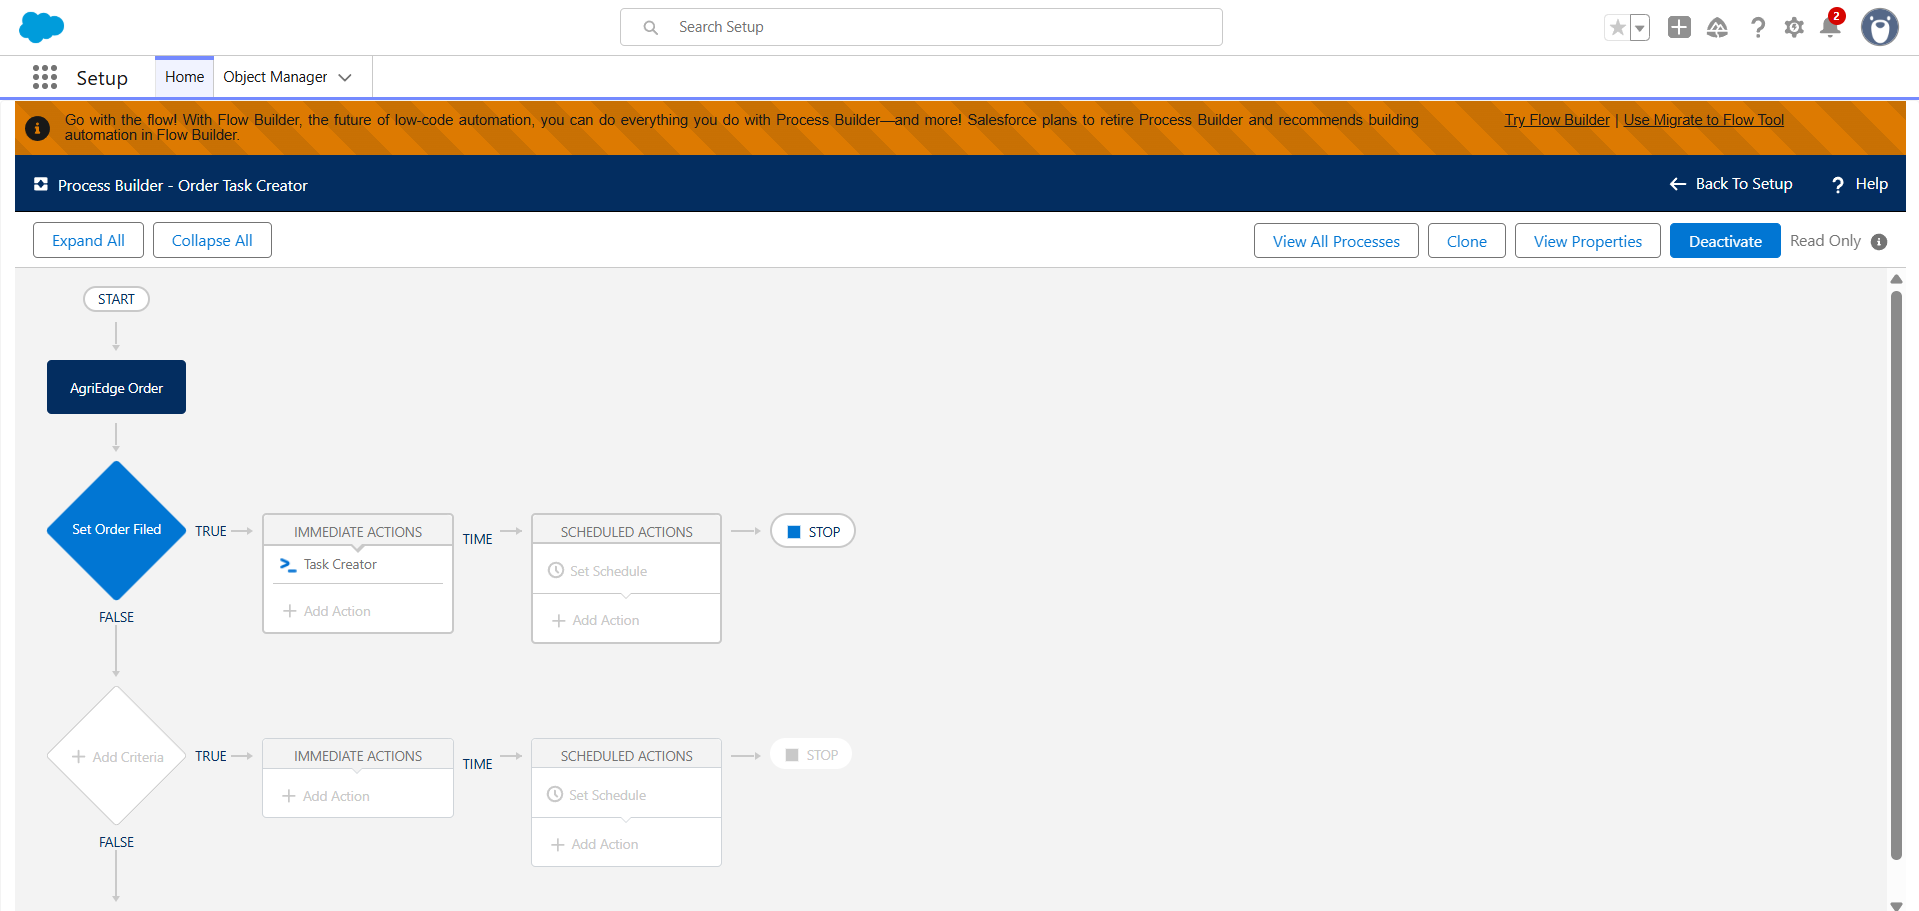 Search Setup
2
Setup
Home
Object Manager
Go with the flow! With Flow Builder, the future of low-code automation, you can do everything you do with Process Builder—and more! Salesforce plans to retire Process Builder and recommends building
automation in Flow Builder.
Try Flow Builder | Use Migrate to Flow Tool
Process Builder - Order Task Creator
Back To Setup
? Help
Expand All
Collapse All
View All Processes
Clone
View Properties
Deactivate
Read Only
START
AgriEdge Order
Set Order Filed
TRUE
IMMEDIATE ACTIONS
Task Creator
+ Add Action
TIME
SCHEDULED ACTIONS
Set Schedule
+ Add Action
STOP
FALSE
+ Add Criteria
TRUE
IMMEDIATE ACTIONS
+ Add Action
TIME
SCHEDULED ACTIONS
Set Schedule
+ Add Action
STOP
FALSE